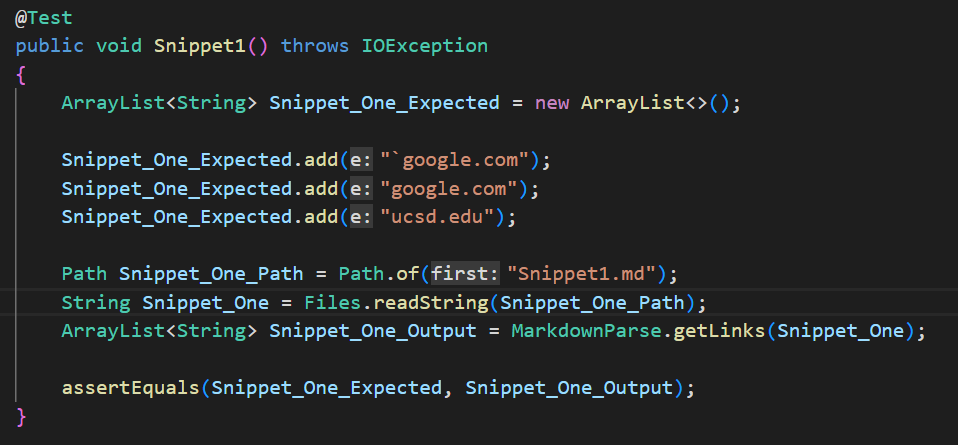 @Test
public void Snippet1() throws IOException
{
    ArrayList<String> Snippet_One_Expected = new ArrayList<>();

    Snippet_One_Expected.add(e: "`google.com");
    Snippet_One_Expected.add(e: "google.com");
    Snippet_One_Expected.add(e: "ucsd.edu");

    Path Snippet_One_Path = Path.of(first: "Snippet1.md");
    String Snippet_One = Files.readString(Snippet_One_Path);
    ArrayList<String> Snippet_One_Output = MarkdownParse.getLinks(Snippet_One);

    assertEquals(Snippet_One_Expected, Snippet_One_Output);
}